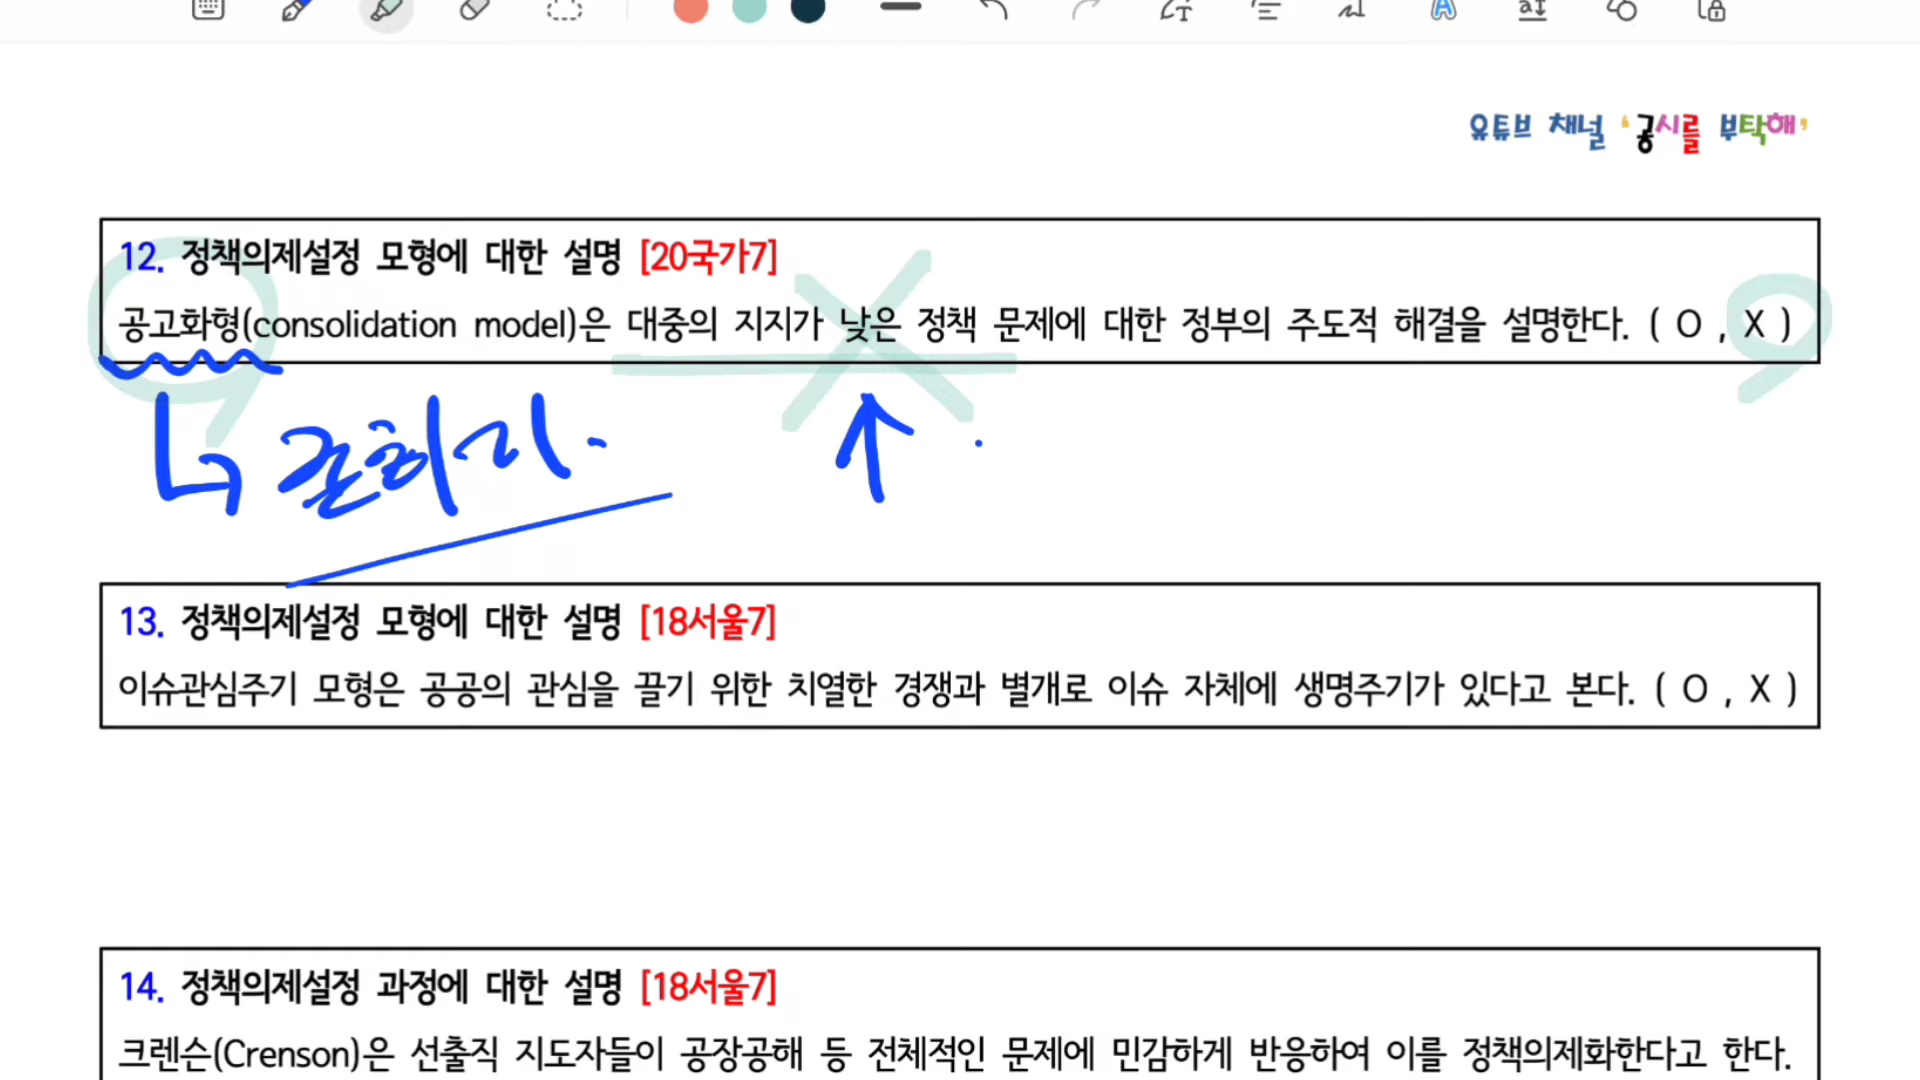 유튜브 채널 '공시를 부탁해'
12. 정책의제설정 모형에 대한 설명 [20국가7]
공고화형(consolidation model)은 대중의 지지가 낮은 정책 문제에 대한 정부의 주도적 해결을 설명한다. ( O , X )
13. 정책의제설정 모형에 대한 설명 [18서울7]
이슈관심주기 모형은 공공의 관심을 끌기 위한 치열한 경쟁과 별개로 이슈 자체에 생명주기가 있다고 본다. ( O , X )
14. 정책의제설정 과정에 대한 설명 [18서울7]
크렌슨(Crenson)은 선출직 지도자들이 공장공해 등 전체적인 문제에 민감하게 반응하여 이를 정책의제화한다고 한다.